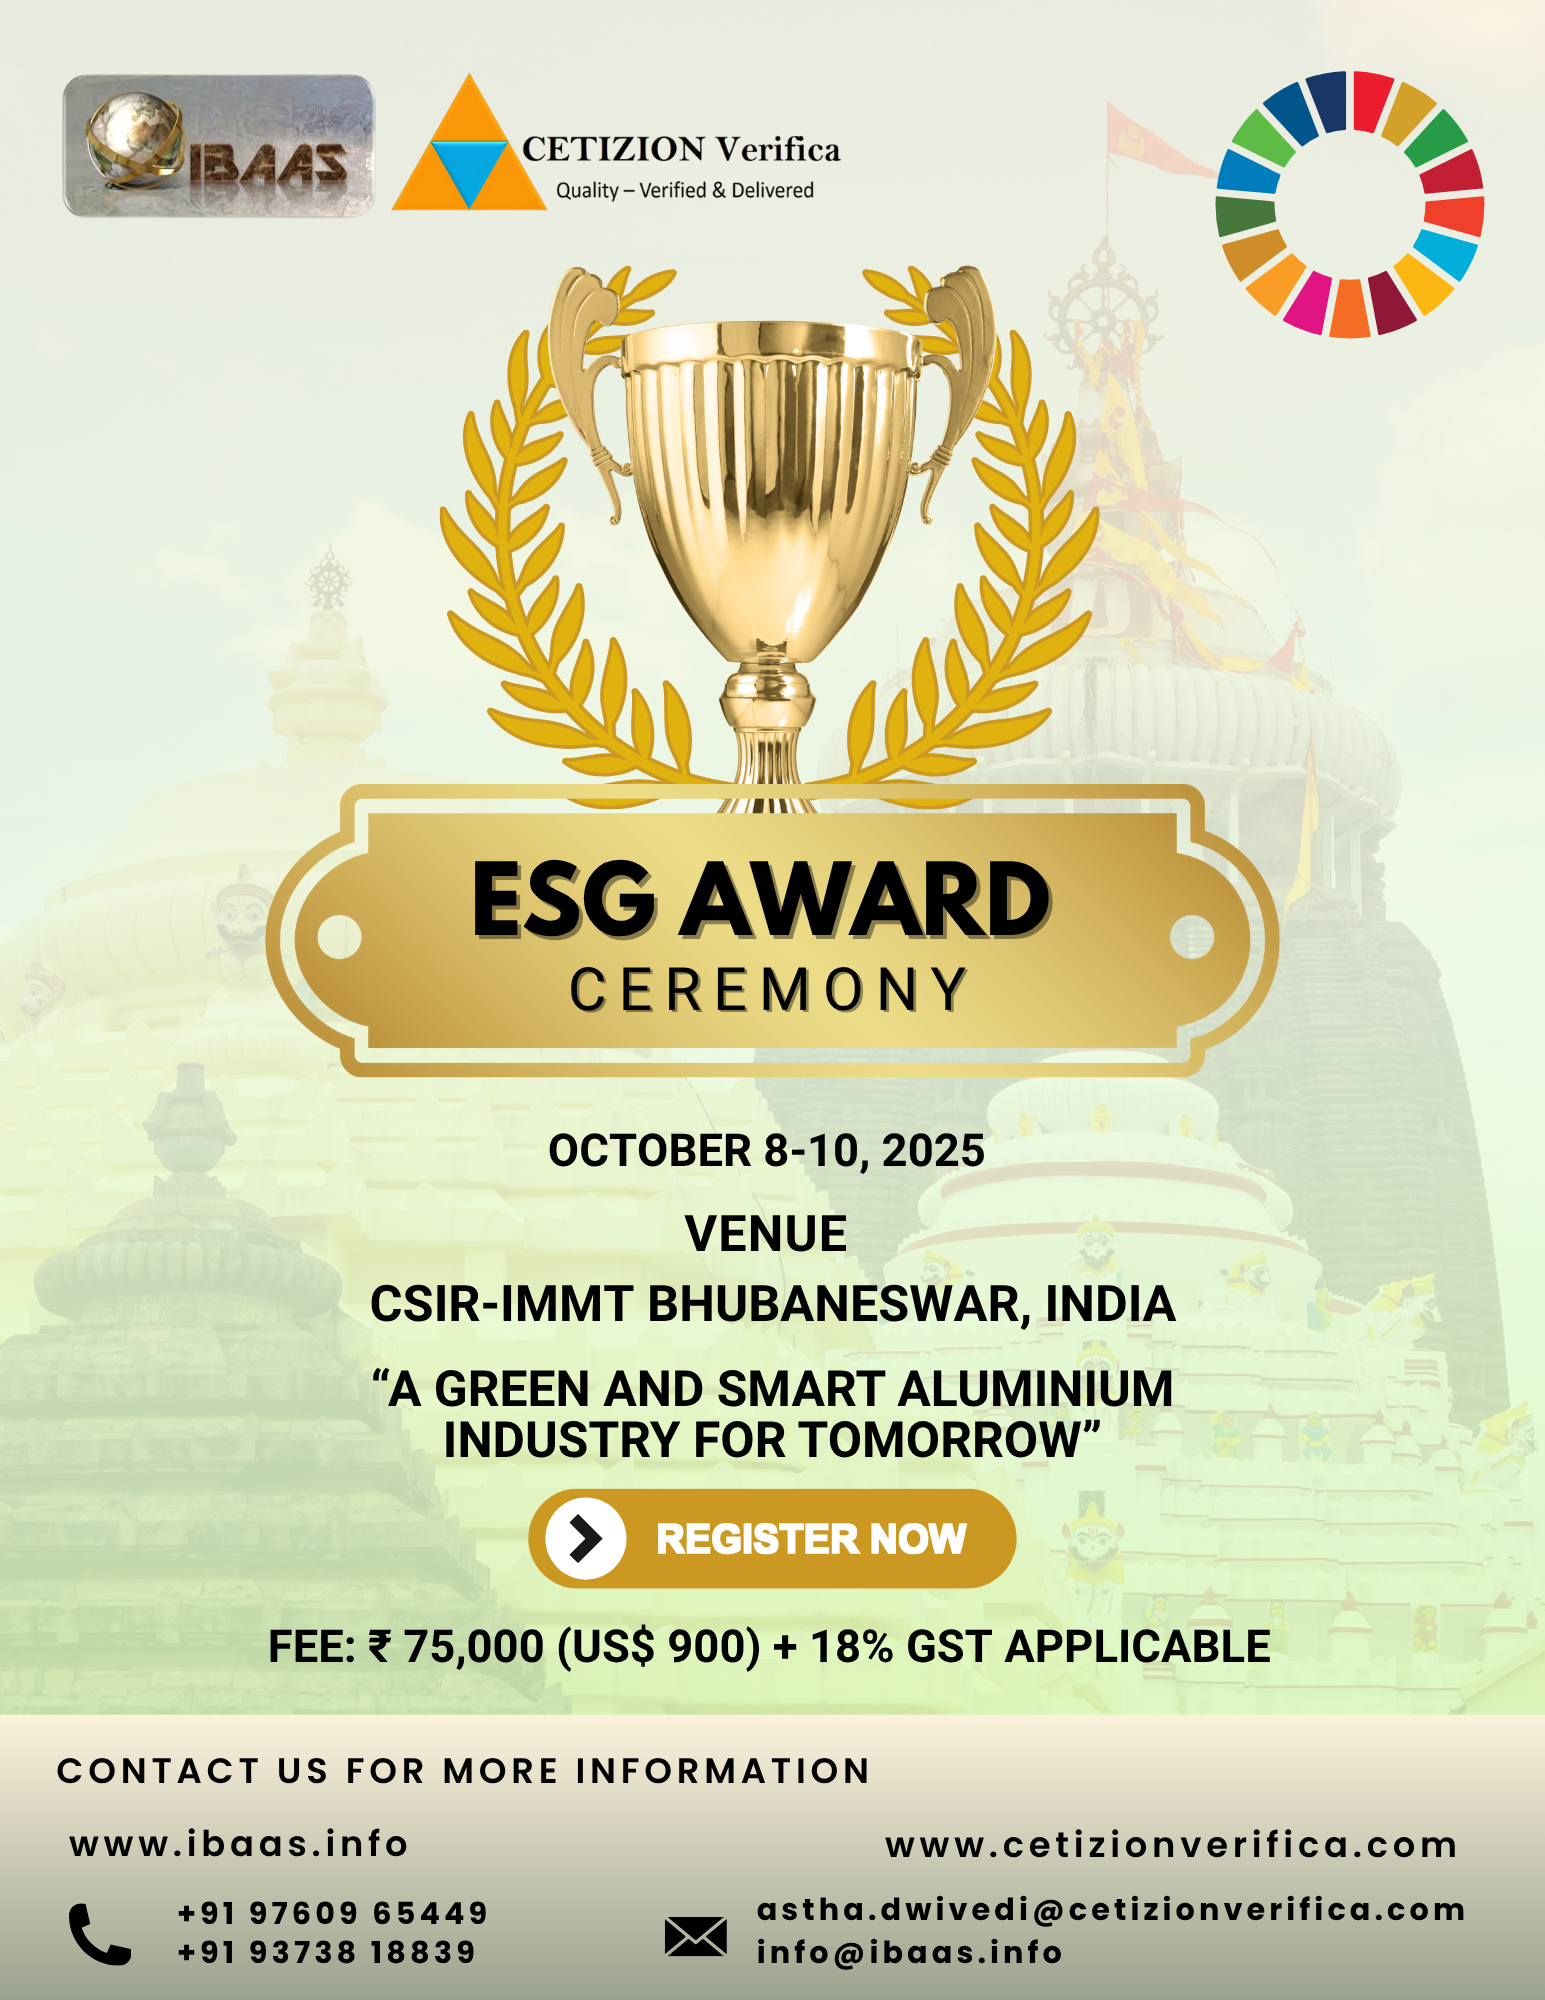 IBAAS
CETIZION Verifica
Quality – Verified & Delivered
ESG AWARD
CEREMONY
OCTOBER 8-10, 2025
VENUE
CSIR-IMMT BHUBANESWAR, INDIA
“A GREEN AND SMART ALUMINIUM
INDUSTRY FOR TOMORROW”
REGISTER NOW
FEE: ₹ 75,000 (US$ 900) + 18% GST APPLICABLE
CONTACT US FOR MORE INFORMATION
www.ibaas.info
www.cetizionverifica.com
+91 97609 65449
+91 93738 18839
astha.dwivedi@cetizionverifica.com
info@ibaas.info